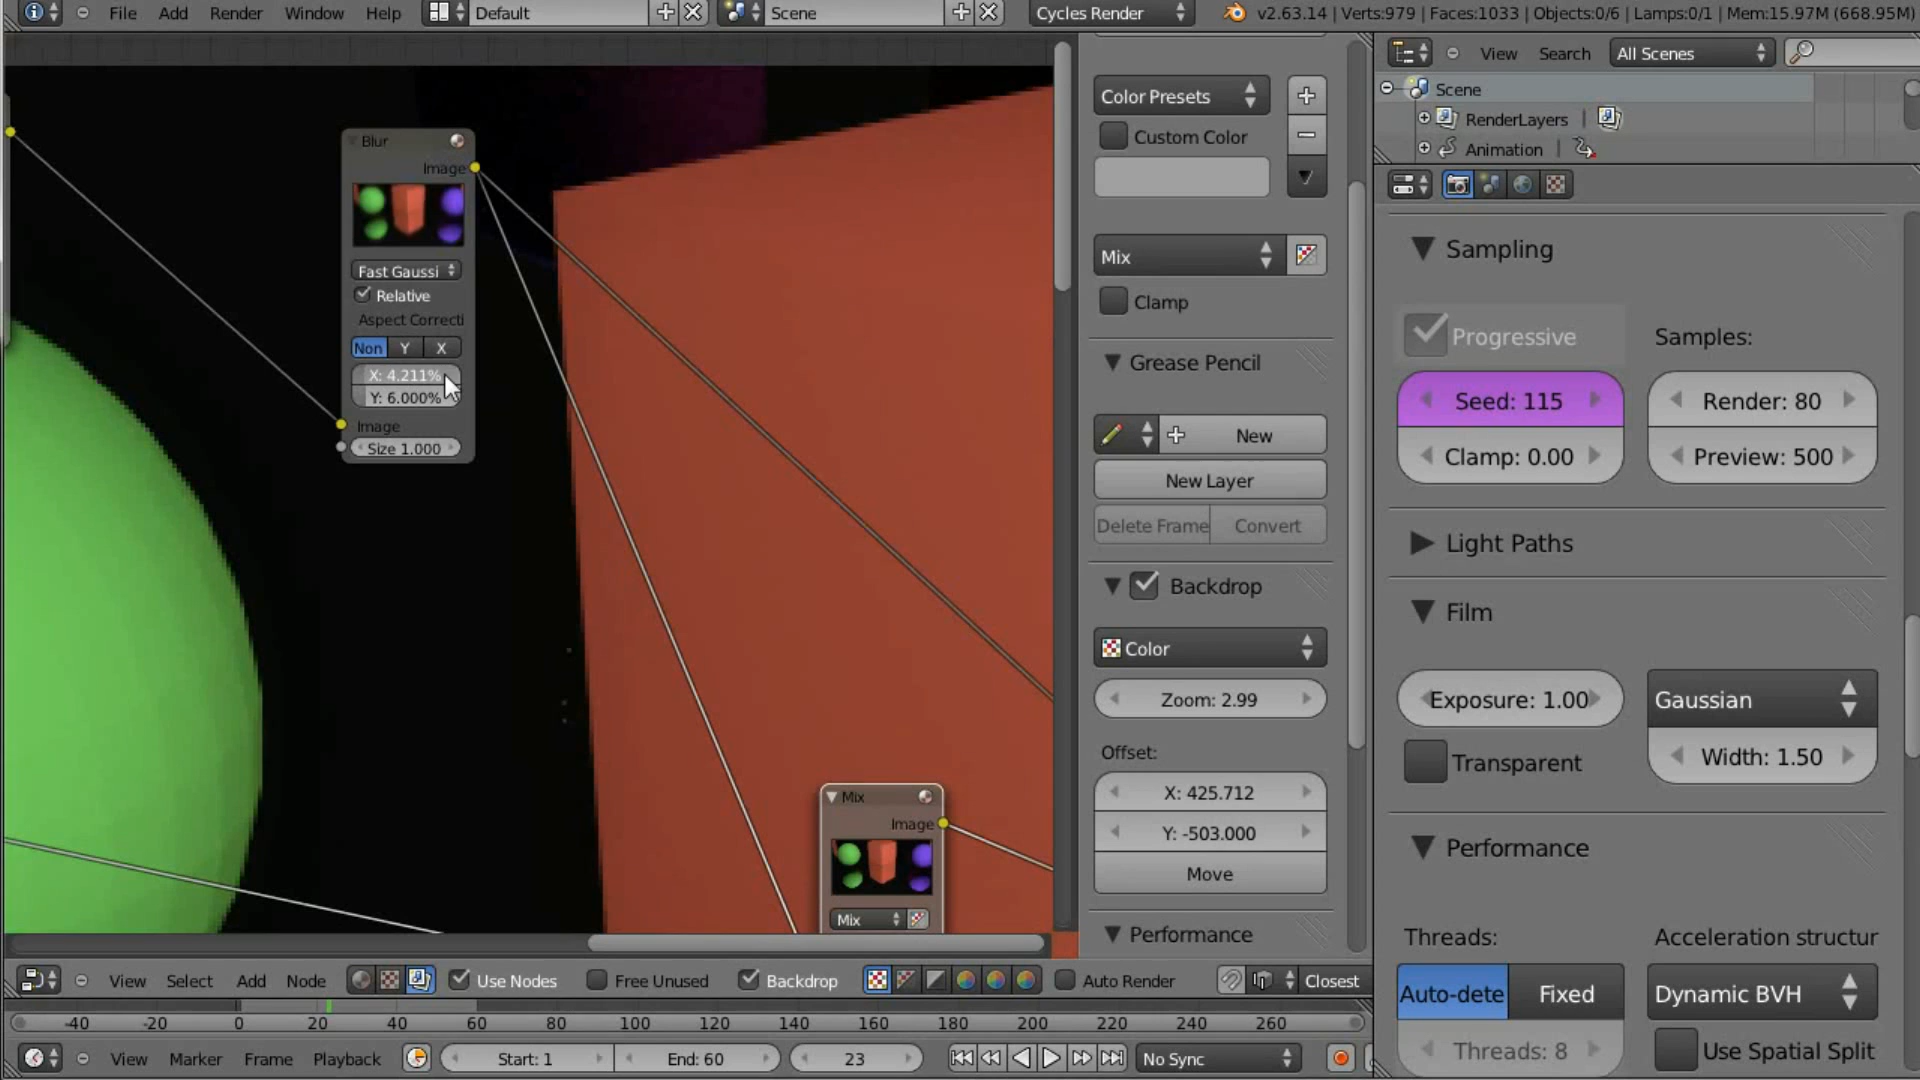 File Add Render Window Help Default Scene Cycles Render v2.63.14 | Verts:979 | Faces:1033 | Objects:0/6 | Lamps:0/1 | Mem:15.97M (668.95M)
View Search All Scenes
Scene
RenderLayers |
Animation |
Blur
Image
Fast Gaussi
Relative
Aspect Correcti
Non Y X
X: 4.211%
Y: 6.000%
Image
Size 1.000
Mix
Image
Mix
Color Presets
Custom Color
Mix
Clamp
Grease Pencil
New
New Layer
Delete Frame Convert
Backdrop
Color
Zoom: 2.99
Offset:
X: 425.712
Y: -503.000
Move
Performance
Sampling
Progressive Samples:
Seed: 115 Render: 80
Clamp: 0.00 Preview: 500
Light Paths
Film
Exposure: 1.00 Gaussian
Transparent Width: 1.50
Performance
Threads: Acceleration structur
Auto-dete Fixed Dynamic BVH
Threads: 8 Use Spatial Split
View Select Add Node Use Nodes Free Unused Backdrop Auto Render Closest
-40 -20 0 20 40 60 80 100 120 140 160 180 200 220 240 260
View Marker Frame Playback Start: 1 End: 60 23 No Sync